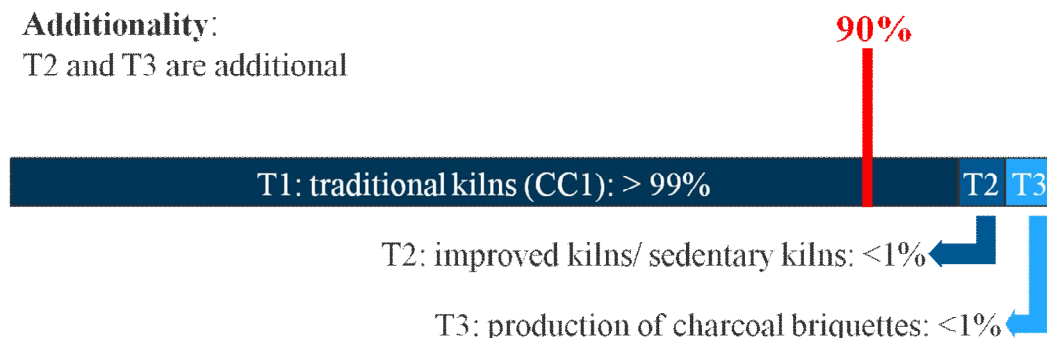 Additionality:
T2 and T3 are additional
90%
T1: traditional kilns (CC1): > 99%
T2
T3
T2: improved kilns/ sedentary kilns: <1%
T3: production of charcoal briquettes: <1%